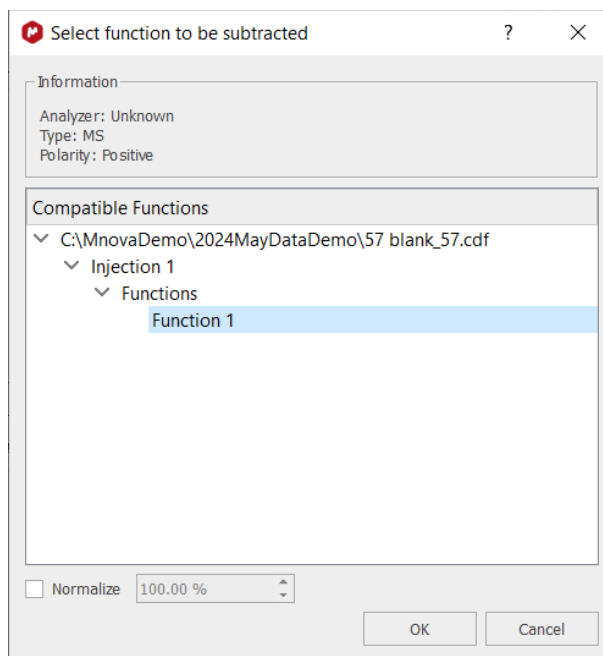 Select function to be subtracted ?
Information
Analyzer: Unknown
Type: MS
Polarity: Positive
Compatible Functions
C:\MnovaDemo\2024MayDataDemo\57 blank_57.cdf
Injection 1
Functions
Function 1
Normalize 100.00 %
OK Cancel